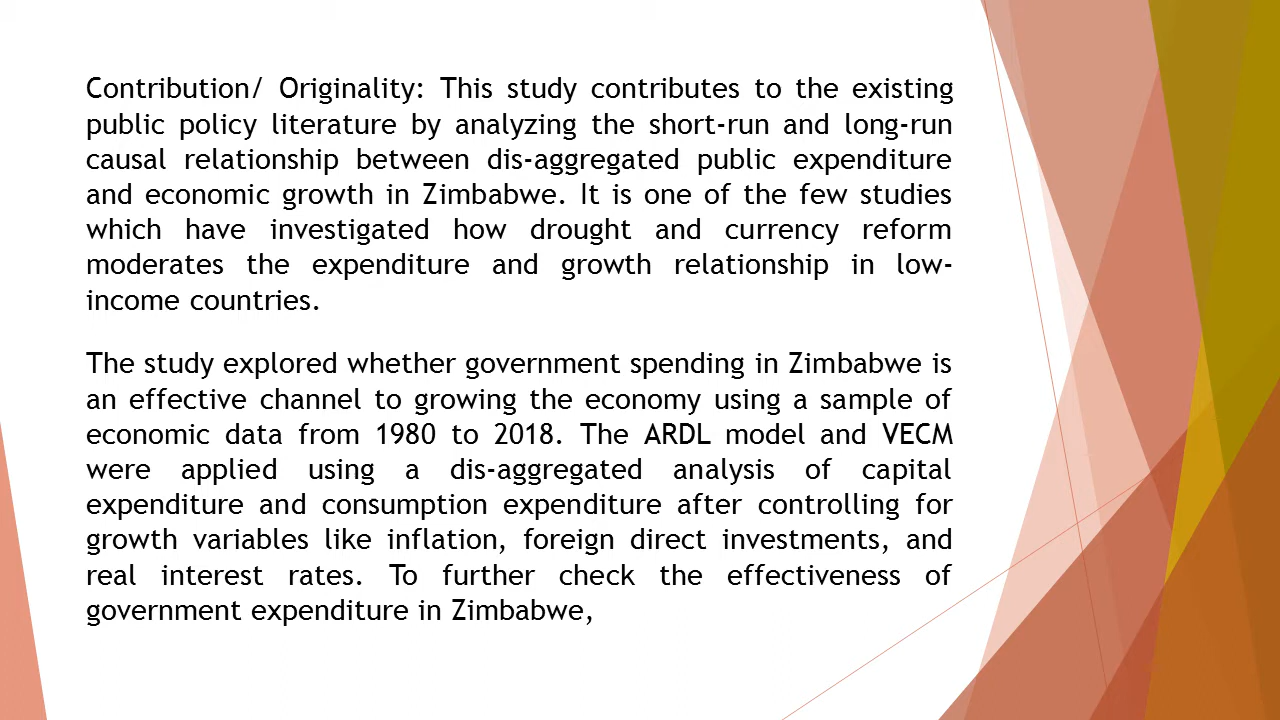 Contribution/ Originality: This study contributes to the existing
public policy literature by analyzing the short-run and long-run
causal relationship between dis-aggregated public expenditure
and economic growth in Zimbabwe. It is one of the few studies
which have investigated how drought and currency reform
moderates the expenditure and growth relationship in low-
income countries.
The study explored whether government spending in Zimbabwe is
an effective channel to growing the economy using a sample of
economic data from 1980 to 2018. The ARDL model and VECM
were applied using a dis-aggregated analysis of capital
expenditure and consumption expenditure after controlling for
growth variables like inflation, foreign direct investments, and
real interest rates. To further check the effectiveness of
government expenditure in Zimbabwe,